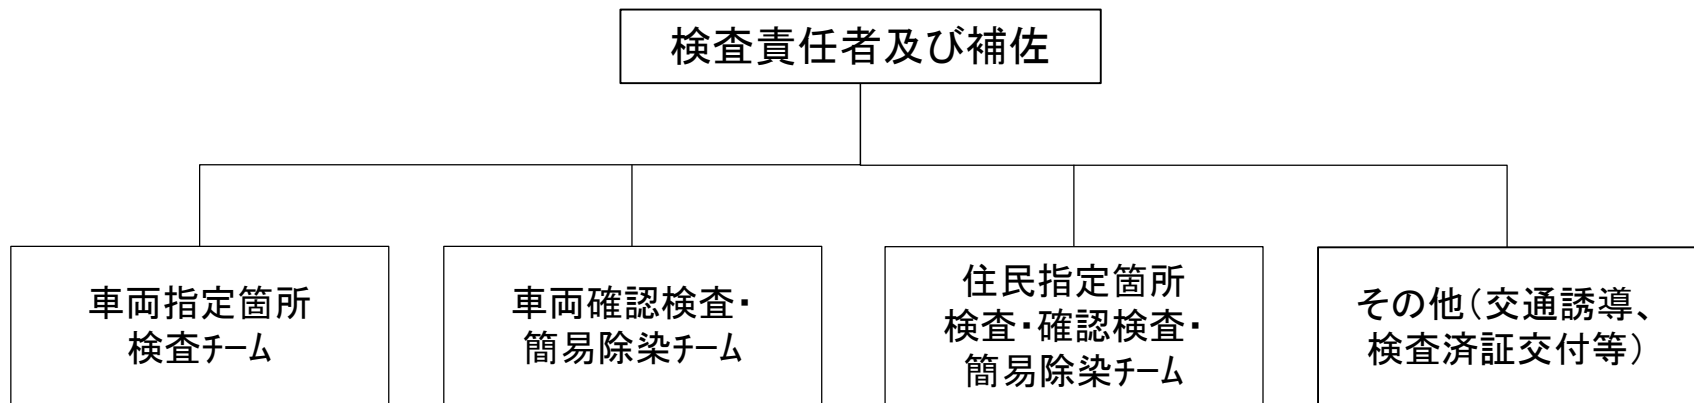 検査責任者及び補佐
車両指定箇所
検査チーム
車両確認検査・
簡易除染チーム
住民指定箇所
検査・確認検査・
簡易除染チーム
その他（交通誘導、
検査済証交付等）